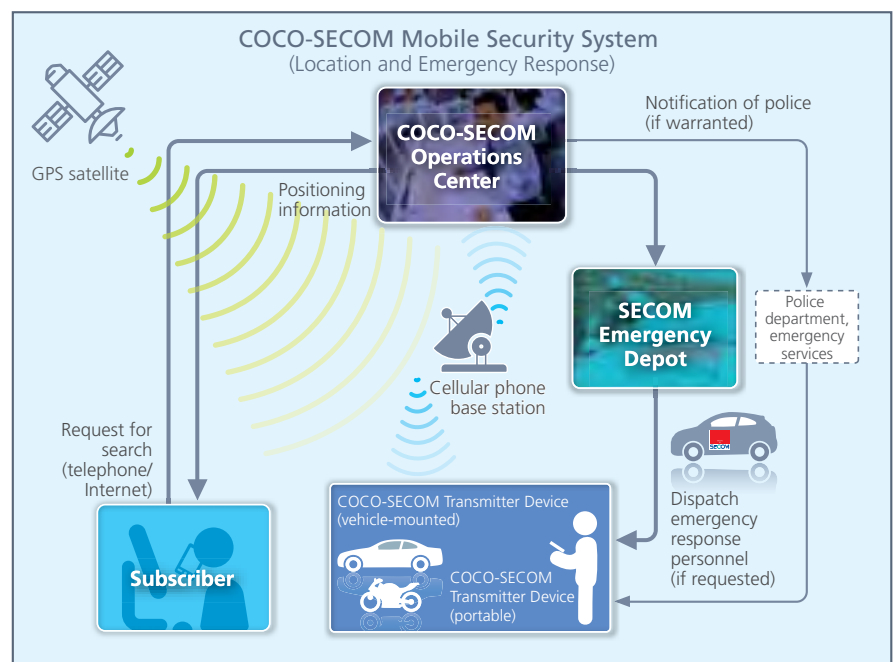 COCO-SECOM Mobile Security System
(Location and Emergency Response)
GPS satellite
COCO-SECOM
Operations
Center
Notification of police
(if warranted)
Positioning
information
SECOM
Emergency
Depot
Police
department,
emergency
services
Cellular phone
base station
Request for
search
(telephone/
Internet)
SECOM
Dispatch
emergency
response
personnel
(if requested)
Subscriber
COCO-SECOM Transmitter Device
(vehicle-mounted)
COCO-SECOM
Transmitter Device
(portable)